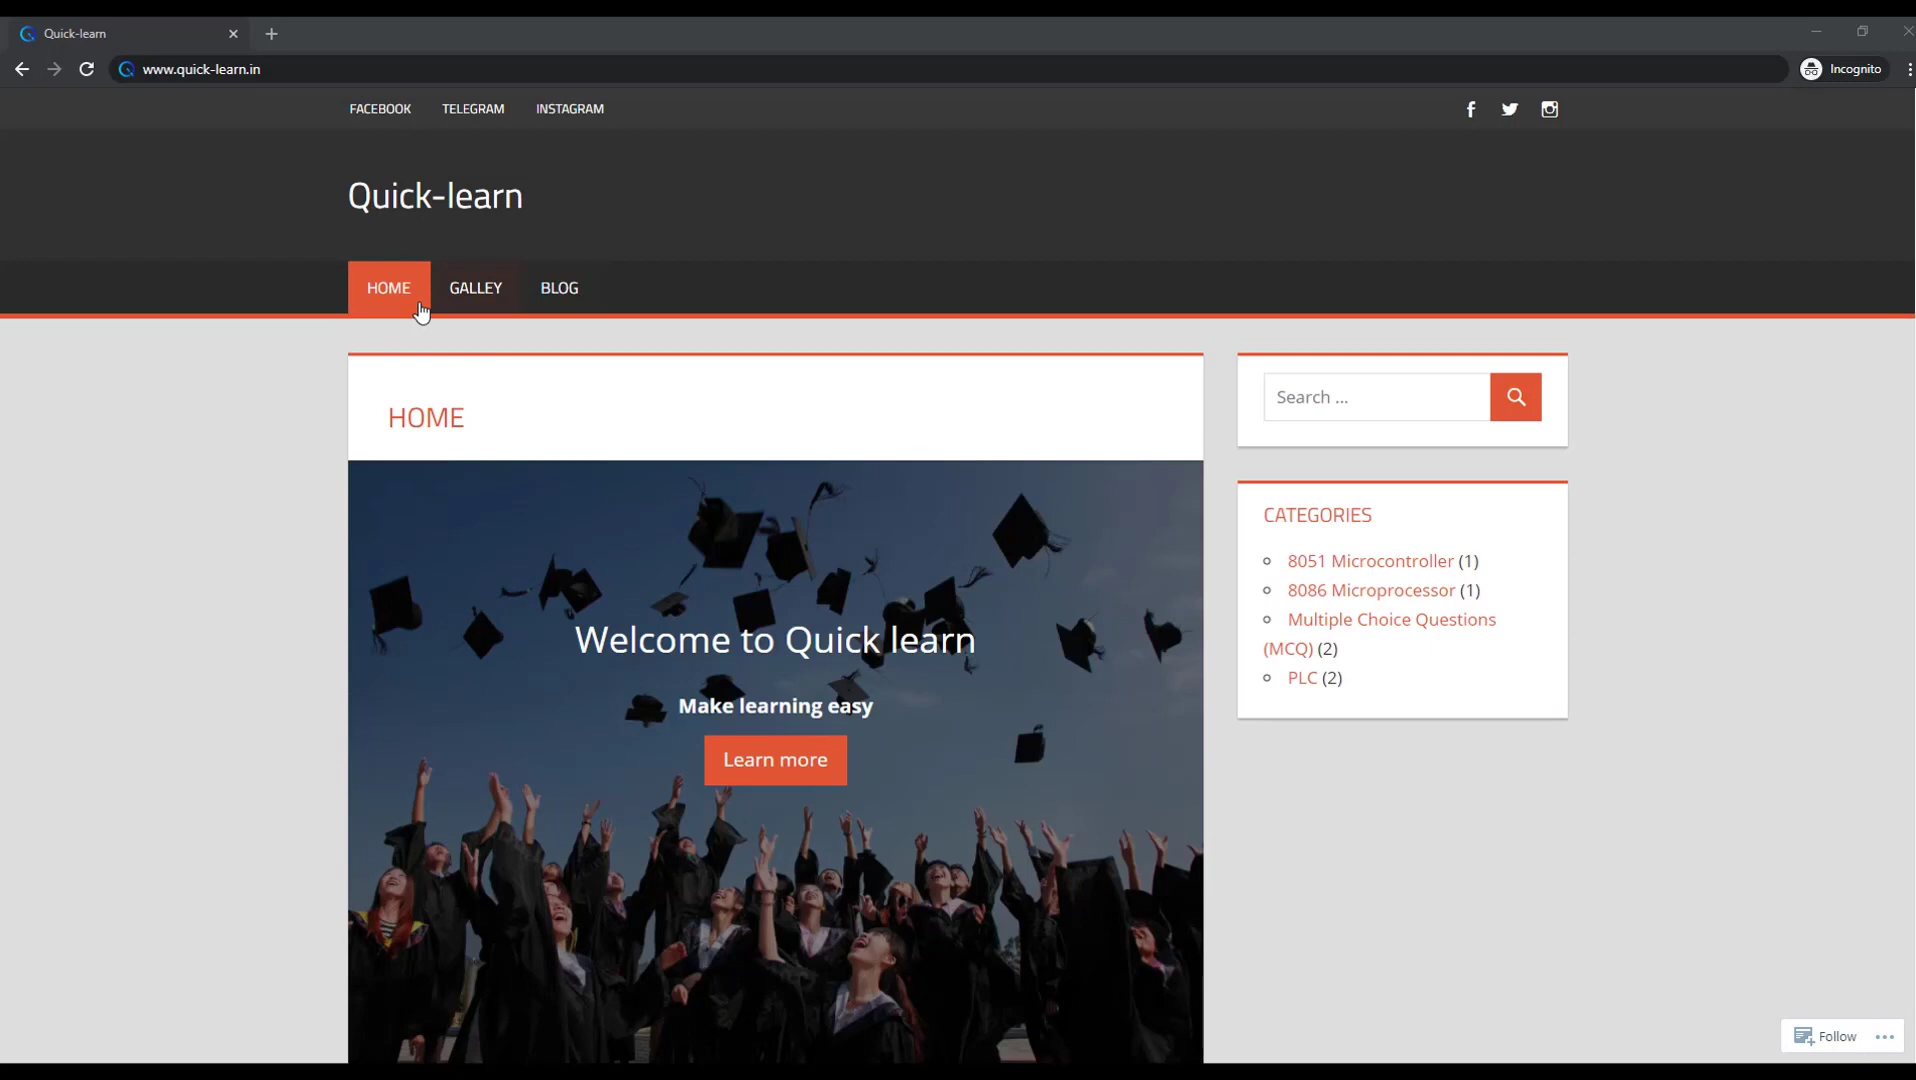 Quick-learn
www.quick-learn.in
Incognito
FACEBOOK TELEGRAM INSTAGRAM
Quick-learn
HOME GALLEY BLOG
HOME
Search ...
Welcome to Quick learn
Make learning easy
Learn more
CATEGORIES
8051 Microcontroller (1)
8086 Microprocessor (1)
Multiple Choice Questions
(MCQ) (2)
PLC (2)
Follow